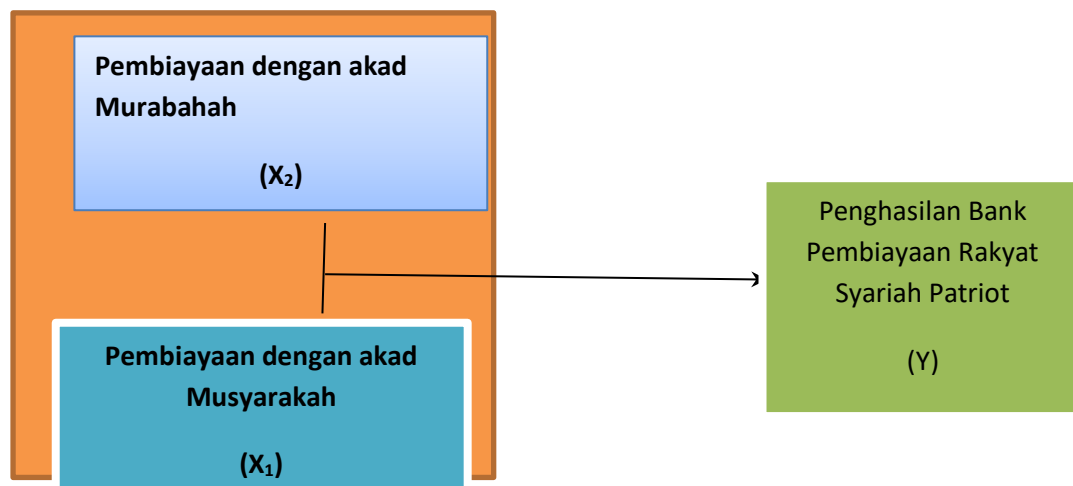 Pembiayaan dengan akad
Murabahah
(X₂)
Penghasilan Bank
Pembiayaan Rakyat
Syariah Patriot
(Y)
Pembiayaan dengan akad
Musyarakah
(X₁)